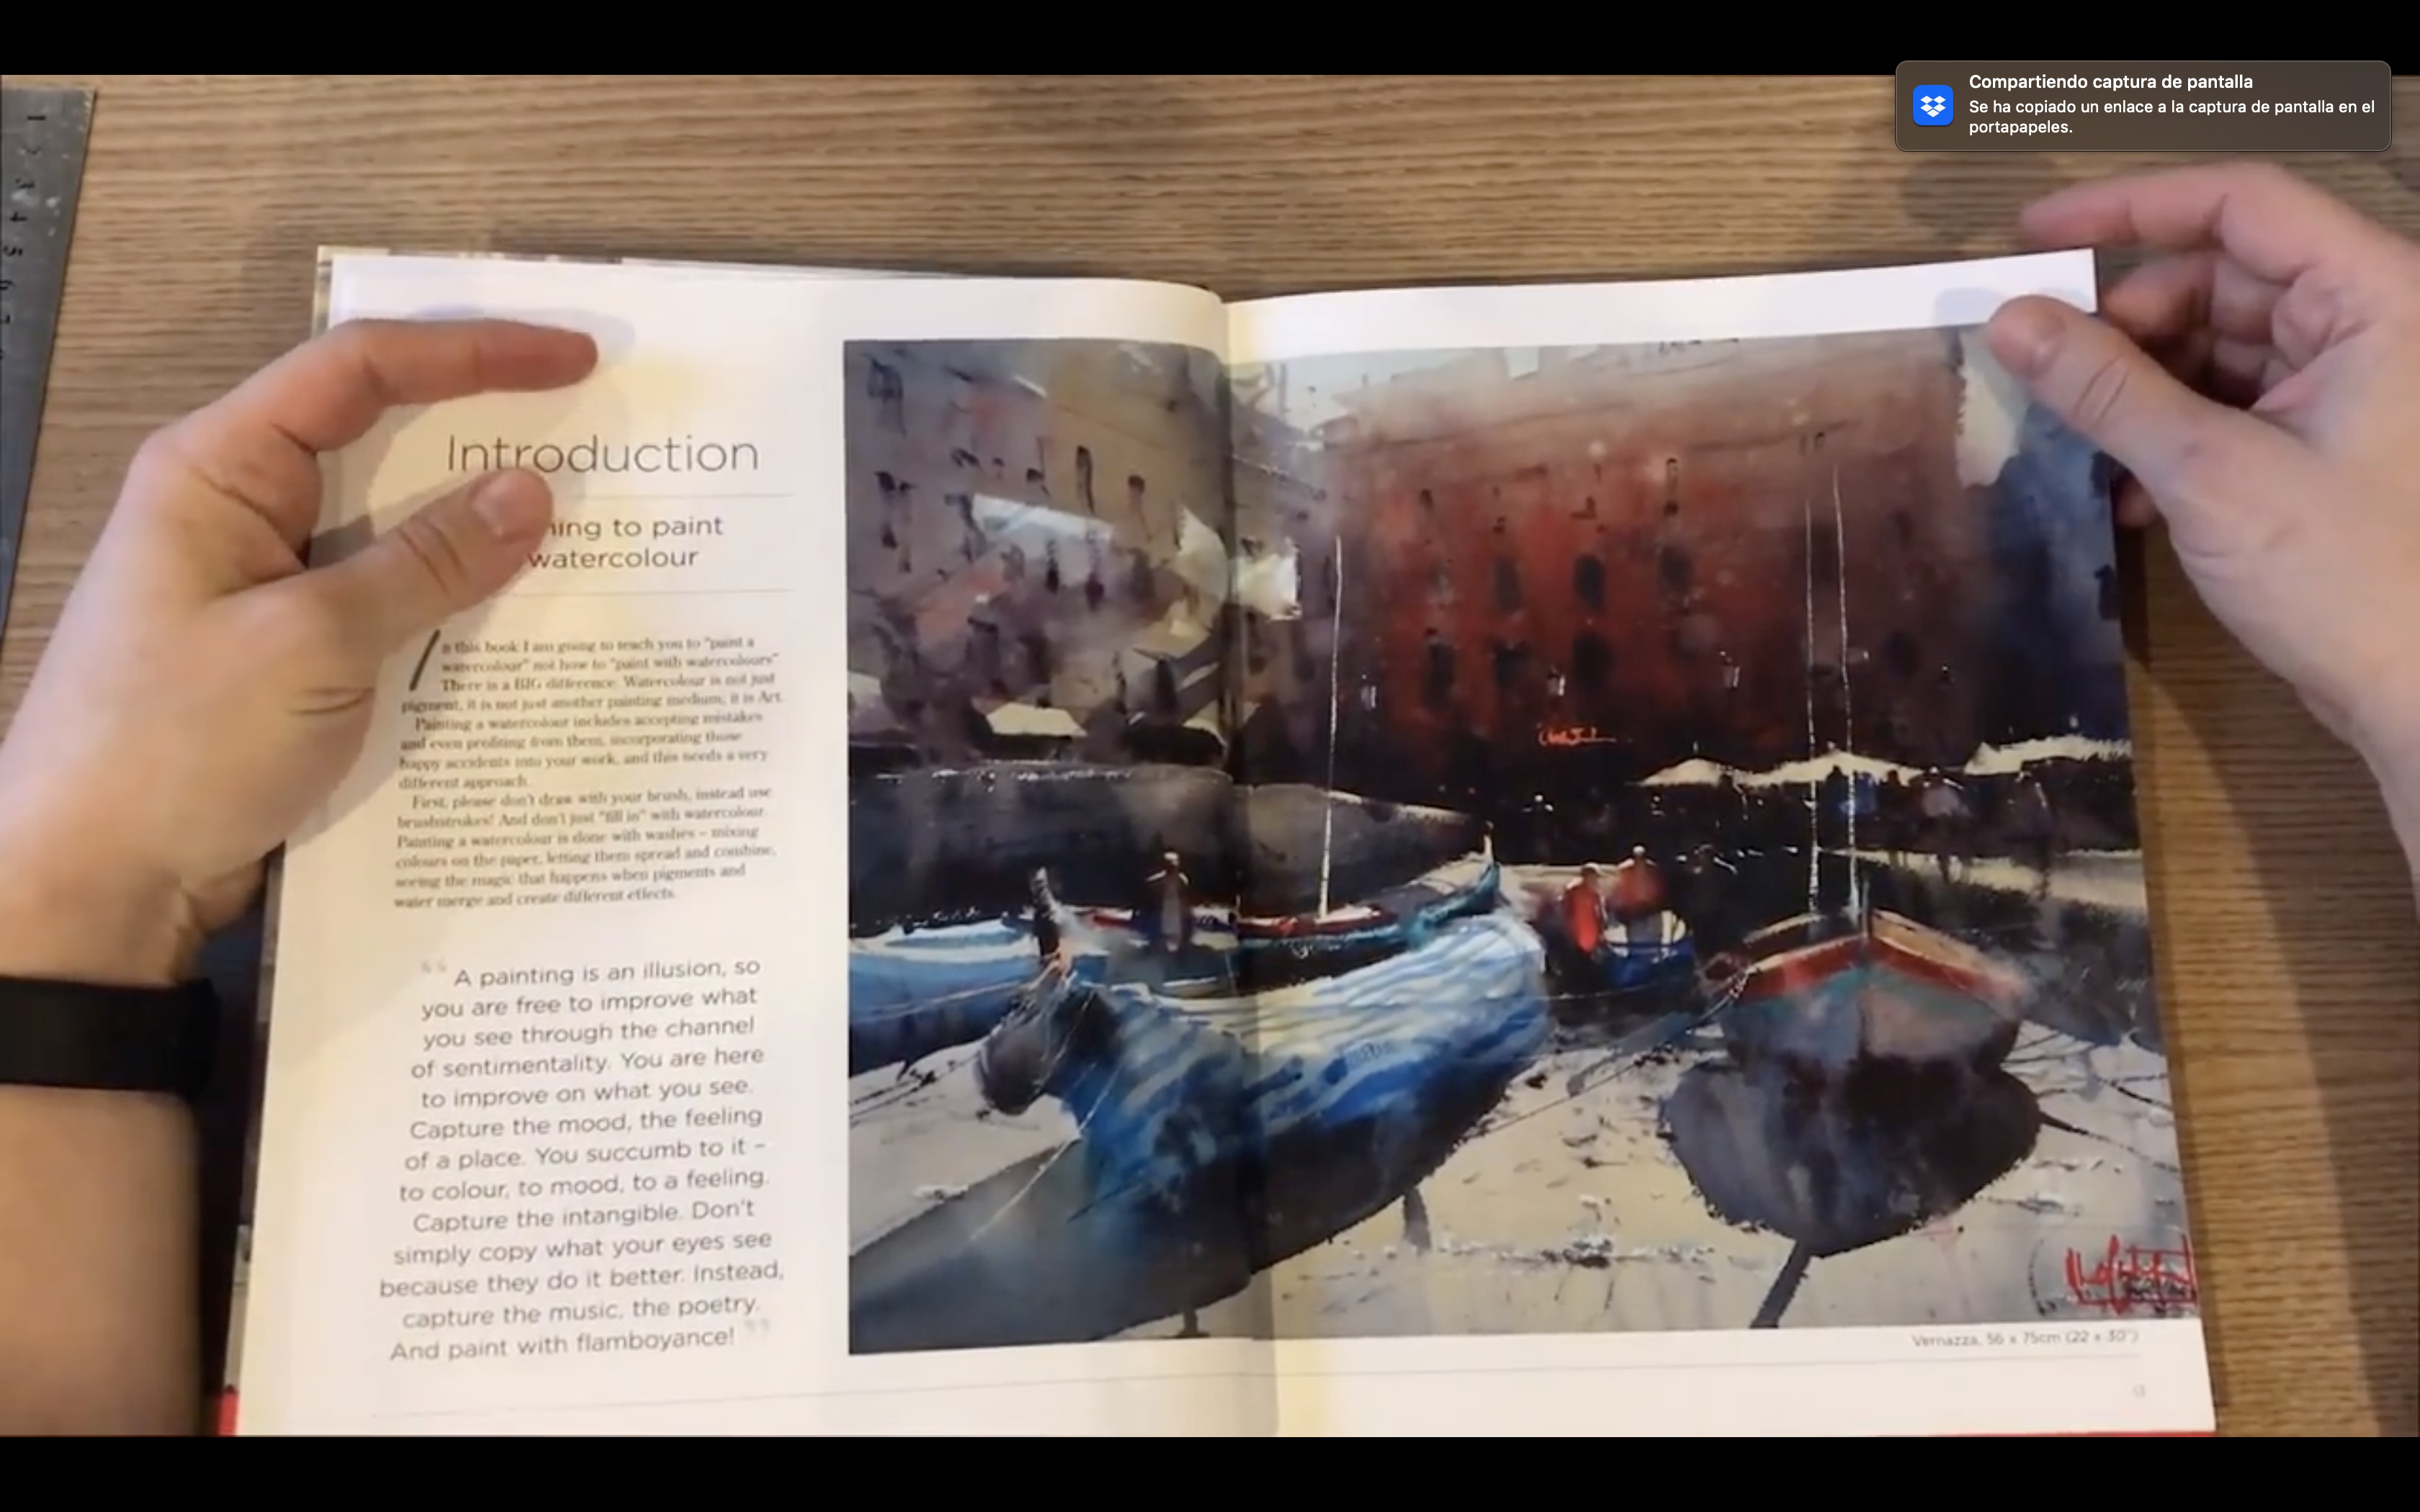 Compartiendo captura de pantalla
Se ha copiado un enlace a la captura de pantalla en el
portapapeles.
Introduction
ning to paint
watercolour
In this book I am going to teach you to "paint a
watercolour" not how to "paint with watercolours"
There is a BIG difference. Watercolour is not just
pigment, it is not just another painting medium, it is Art.
Painting a watercolour includes accepting mistakes
and even profiting from them, incorporating those
happy accidents into your work, and this needs a very
different approach.
First, please don't draw with your brush, instead use
brushstrokes! And don't just "fill in" with watercolour.
Painting a watercolour is done with washes – mixing
colours on the paper, letting them spread and combine,
seeing the magic that happens when pigments and
water merge and create different effects.
“ A painting is an illusion, so
you are free to improve what
you see through the channel
of sentimentality. You are here
to improve on what you see.
Capture the mood, the feeling
of a place. You succumb to it –
to colour, to mood, to a feeling.
Capture the intangible. Don't
simply copy what your eyes see
because they do it better. Instead,
capture the music, the poetry.
And paint with flamboyance! ”
Vernazza, 56 x 75cm (22 x 30")
13
1
2
3
4
5
6
7